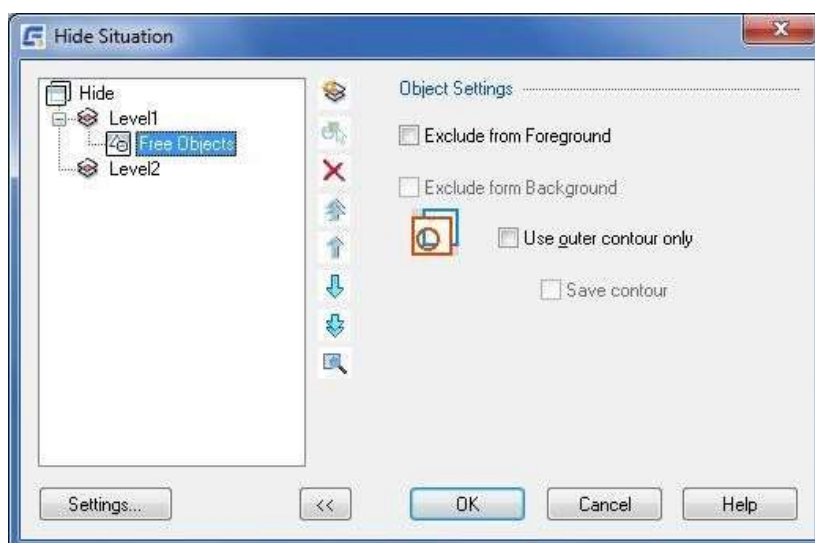 Hide Situation
Hide
Level1
Free Objects
Level2
Object Settings
Exclude from Foreground
Exclude form Background
Use outer contour only
Save contour
Settings...
<<
OK
Cancel
Help